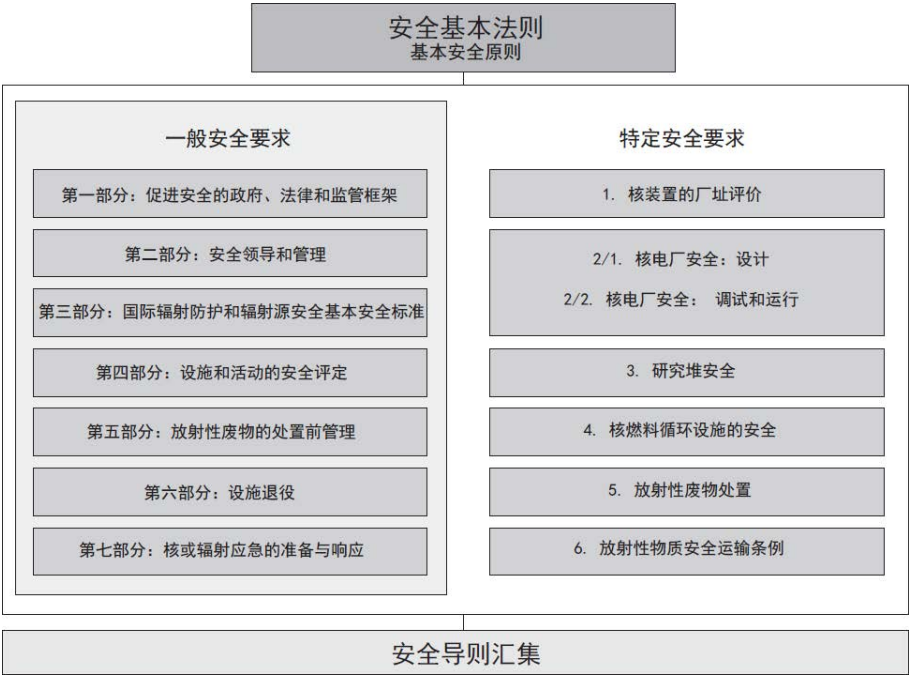 安全基本法则
基本安全原则
一般安全要求
第一部分：促进安全的政府、法律和监管框架
第二部分：安全领导和管理
第三部分：国际辐射防护和辐射源安全基本安全标准
第四部分：设施和活动的安全评定
第五部分：放射性废物的处置前管理
第六部分：设施退役
第七部分：核或辐射应急的准备与响应
特定安全要求
1. 核装置的厂址评价
2/1. 核电厂安全：设计
2/2. 核电厂安全： 调试和运行
3. 研究堆安全
4. 核燃料循环设施的安全
5. 放射性废物处置
6. 放射性物质安全运输条例
安全导则汇集